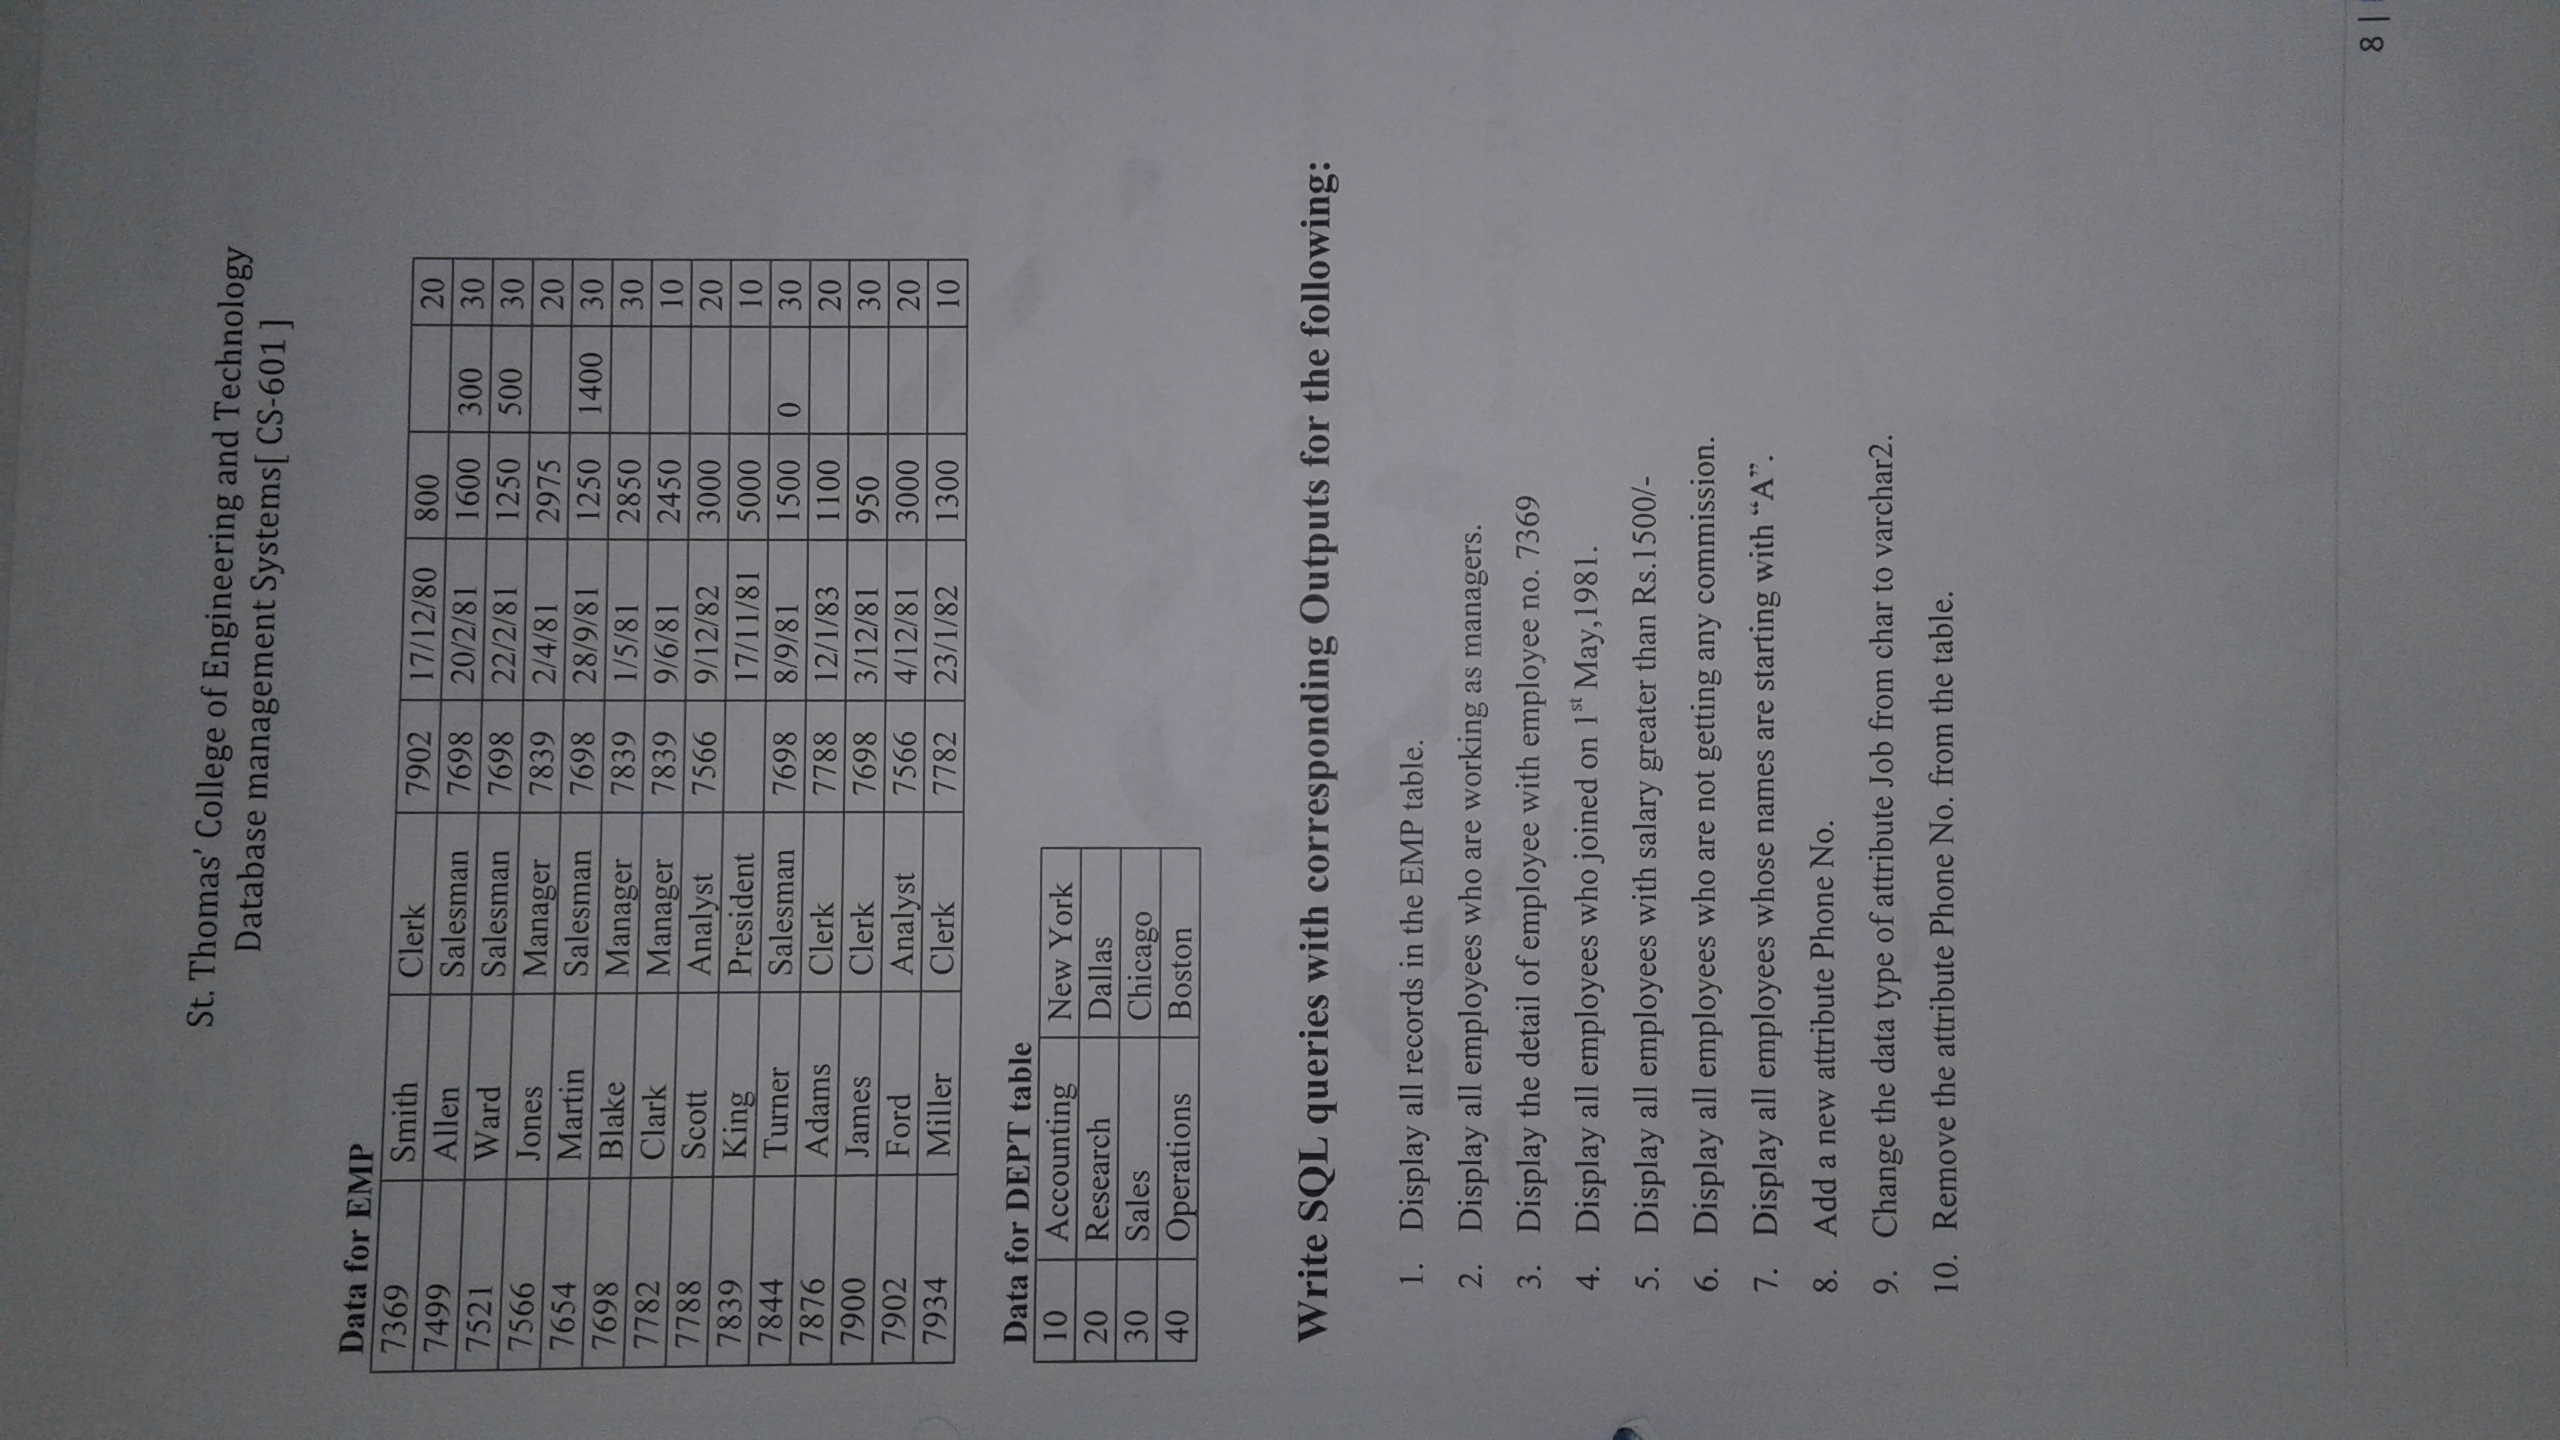 St. Thomas’ College of Engineering and Technology
Database management Systems[ CS-601 ]
Data for EMP
7369 Smith Clerk 7902 17/12/80 800 20
7499 Allen Salesman 7698 20/2/81 1600 300 30
7521 Ward Salesman 7698 22/2/81 1250 500 30
7566 Jones Manager 7839 2/4/81 2975 20
7654 Martin Salesman 7698 28/9/81 1250 1400 30
7698 Blake Manager 7839 1/5/81 2850 30
7782 Clark Manager 7839 9/6/81 2450 10
7788 Scott Analyst 7566 9/12/82 3000 20
7839 King President 17/11/81 5000 10
7844 Turner Salesman 7698 8/9/81 1500 0 30
7876 Adams Clerk 7788 12/1/83 1100 20
7900 James Clerk 7698 3/12/81 950 30
7902 Ford Analyst 7566 4/12/81 3000 20
7934 Miller Clerk 7782 23/1/82 1300 10
Data for DEPT table
10 Accounting New York
20 Research Dallas
30 Sales Chicago
40 Operations Boston
Write SQL queries with corresponding Outputs for the following:
1. Display all records in the EMP table.
2. Display all employees who are working as managers.
3. Display the detail of employee with employee no. 7369
4. Display all employees who joined on 1st May,1981.
5. Display all employees with salary greater than Rs.1500/-
6. Display all employees who are not getting any commission.
7. Display all employees whose names are starting with “A”.
8. Add a new attribute Phone No.
9. Change the data type of attribute Job from char to varchar2.
10. Remove the attribute Phone No. from the table.
8 |